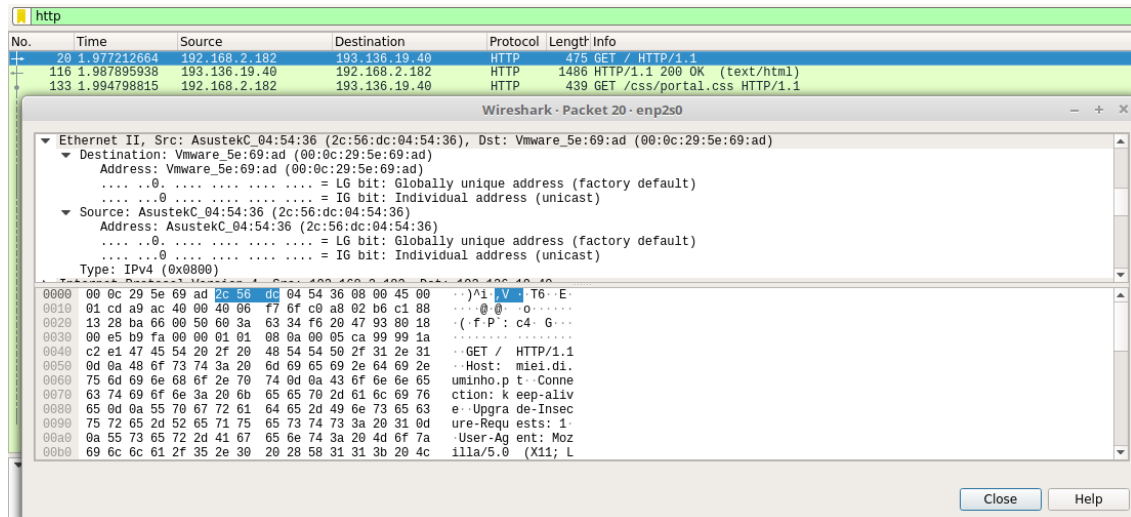 http
No. Time Source Destination Protocol Length Info
20 1.977212664 192.168.2.182 193.136.19.40 HTTP 475 GET / HTTP/1.1
116 1.987895938 193.136.19.40 192.168.2.182 HTTP 1486 HTTP/1.1 200 OK (text/html)
133 1.994798815 192.168.2.182 193.136.19.40 HTTP 439 GET /css/portal.css HTTP/1.1
Wireshark · Packet 20 · enp2s0
Ethernet II, Src: AsustekC_04:54:36 (2c:56:dc:04:54:36), Dst: Vmware_5e:69:ad (00:0c:29:5e:69:ad)
Destination: Vmware_5e:69:ad (00:0c:29:5e:69:ad)
Address: Vmware_5e:69:ad (00:0c:29:5e:69:ad)
.... ..0. .... .... .... .... = LG bit: Globally unique address (factory default)
.... ...0 .... .... .... .... = IG bit: Individual address (unicast)
Source: AsustekC_04:54:36 (2c:56:dc:04:54:36)
Address: AsustekC_04:54:36 (2c:56:dc:04:54:36)
.... ..0. .... .... .... .... = LG bit: Globally unique address (factory default)
.... ...0 .... .... .... .... = IG bit: Individual address (unicast)
Type: IPv4 (0x0800)
0000 00 0c 29 5e 69 ad 2c 56 dc 04 54 36 08 00 45 00 ··)^i·,V ··T6··E·
0010 01 cd a9 ac 40 00 40 06 f7 6f c0 a8 02 b6 c1 88 ····@·@· ·o······
0020 13 28 ba 66 00 50 60 3a 63 34 f6 20 47 93 80 18 ·(·f·P`: c4· G···
0030 00 e5 b9 fa 00 00 01 01 08 0a 00 05 ca 99 99 1a ········ ········
0040 c2 e1 47 45 54 20 2f 20 48 54 54 50 2f 31 2e 31 ··GET / HTTP/1.1
0050 0d 0a 48 6f 73 74 3a 20 6d 69 65 69 2e 64 69 2e ··Host: miei.di.
0060 75 6d 69 6e 68 6f 2e 70 74 0d 0a 43 6f 6e 6e 65 uminho.p t··Conne
0070 63 74 69 6f 6e 3a 20 6b 65 65 70 2d 61 6c 69 76 ction: k eep-aliv
0080 65 0d 0a 55 70 67 72 61 64 65 2d 49 6e 73 65 63 e··Upgra de-Insec
0090 75 72 65 2d 52 65 71 75 65 73 74 73 3a 20 31 0d ure-Requ ests: 1·
00a0 0a 55 73 65 72 2d 41 67 65 6e 74 3a 20 4d 6f 7a ·User-Ag ent: Moz
00b0 69 6c 6c 61 2f 35 2e 30 20 28 58 31 31 3b 20 4c illa/5.0 (X11; L
Close Help